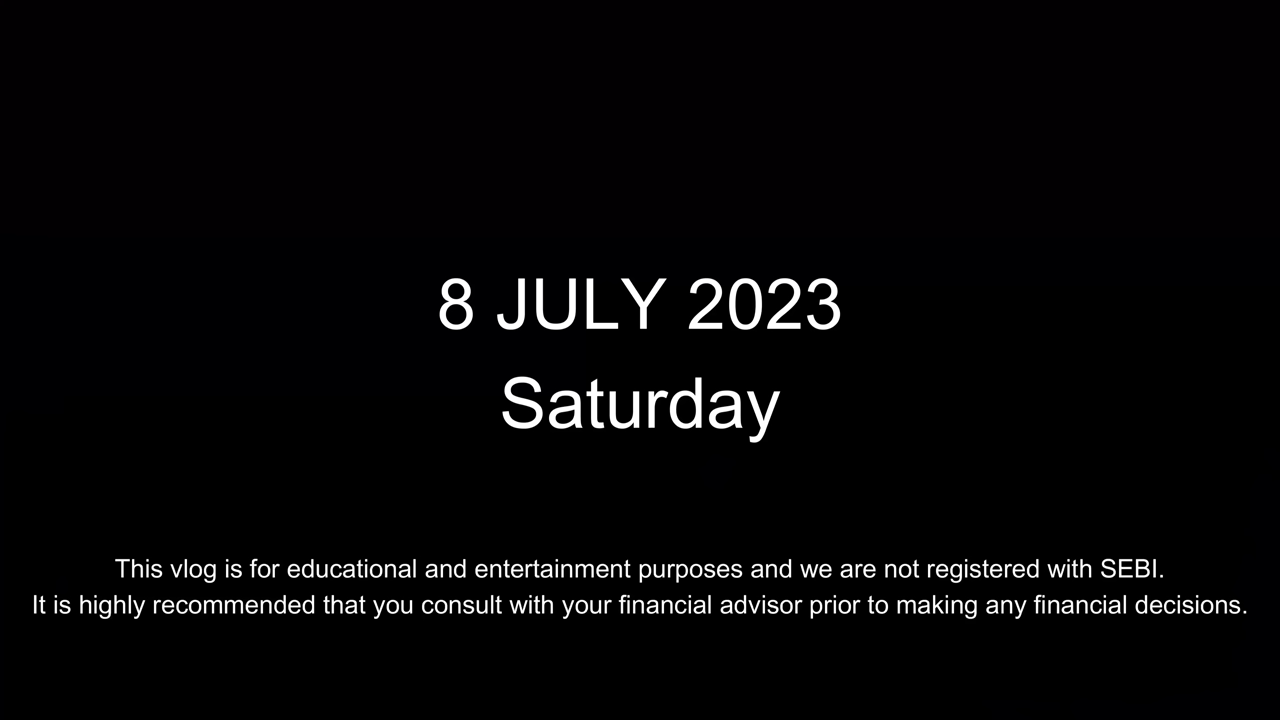 8 JULY 2023
Saturday
This vlog is for educational and entertainment purposes and we are not registered with SEBI.
It is highly recommended that you consult with your financial advisor prior to making any financial decisions.